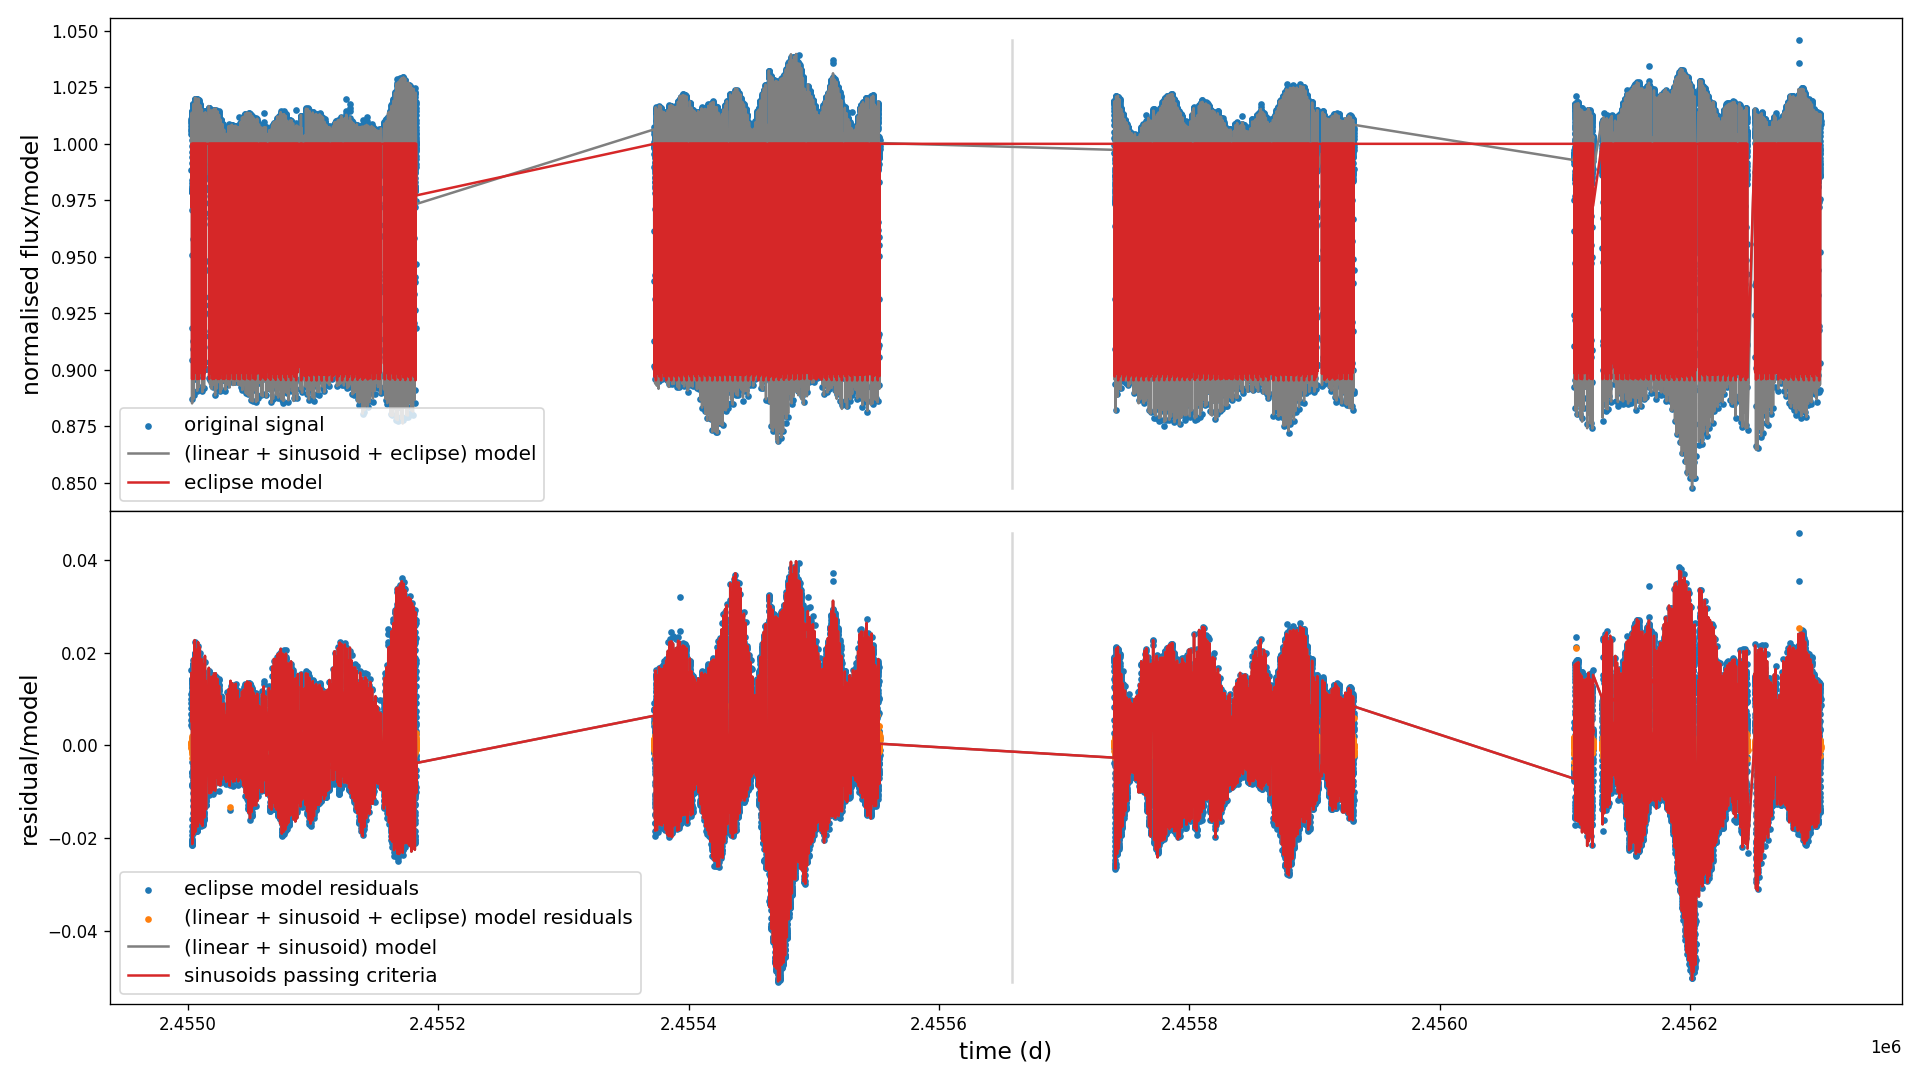 normalised flux/model
1.050
1.025
1.000
0.975
0.950
0.925
0.900
0.875
0.850
original signal
(linear + sinusoid + eclipse) model
eclipse model
residual/model
0.04
0.02
0.00
−0.02
−0.04
eclipse model residuals
(linear + sinusoid + eclipse) model residuals
(linear + sinusoid) model
sinusoids passing criteria
2.4550 2.4552 2.4554 2.4556 2.4558 2.4560 2.4562
1e6
time (d)